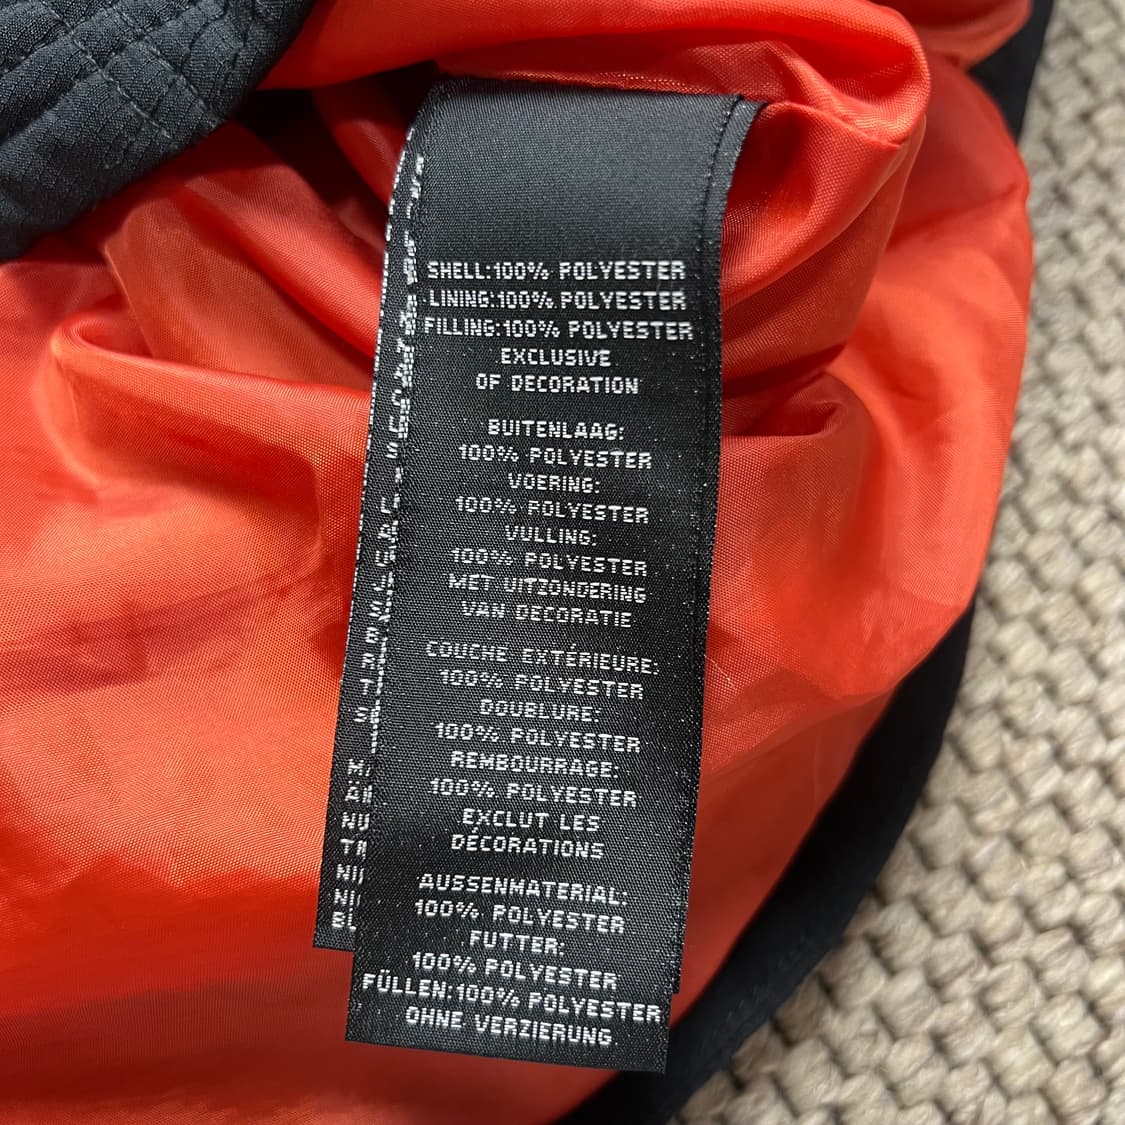 SHELL:100% POLYESTER
LINING:100% POLYESTER
FILLING:100% POLYESTER
EXCLUSIVE
OF DECORATION
BUITENLAAG:
100% POLYESTER
VOERING:
100% POLYESTER
VULLING:
100% POLYESTER
MET UITZONDERING
VAN DECORATIE
COUCHE EXTÉRIEURE:
100% POLYESTER
DOUBLURE:
100% POLYESTER
REMBOURRAGE:
100% POLYESTER
EXCLUT LES
DÉCORATIONS
AUSSENMATERIAL:
100% POLYESTER
FUTTER:
100% POLYESTER
FÜLLEN:100% POLYESTER
OHNE VERZIERUNG